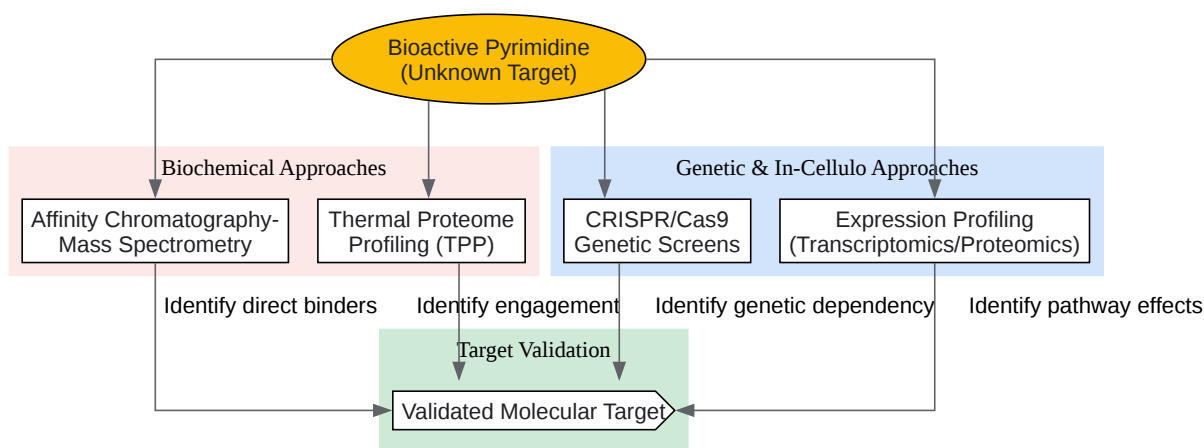 Bioactive Pyrimidine
(Unknown Target)
Biochemical Approaches
Genetic & In-Cellulo Approaches
Affinity Chromatography-
Mass Spectrometry
Thermal Proteome
Profiling (TPP)
CRISPR/Cas9
Genetic Screens
Expression Profiling
(Transcriptomics/Proteomics)
Identify direct binders
Identify engagement
Identify genetic dependency
Identify pathway effects
Target Validation
Validated Molecular Target